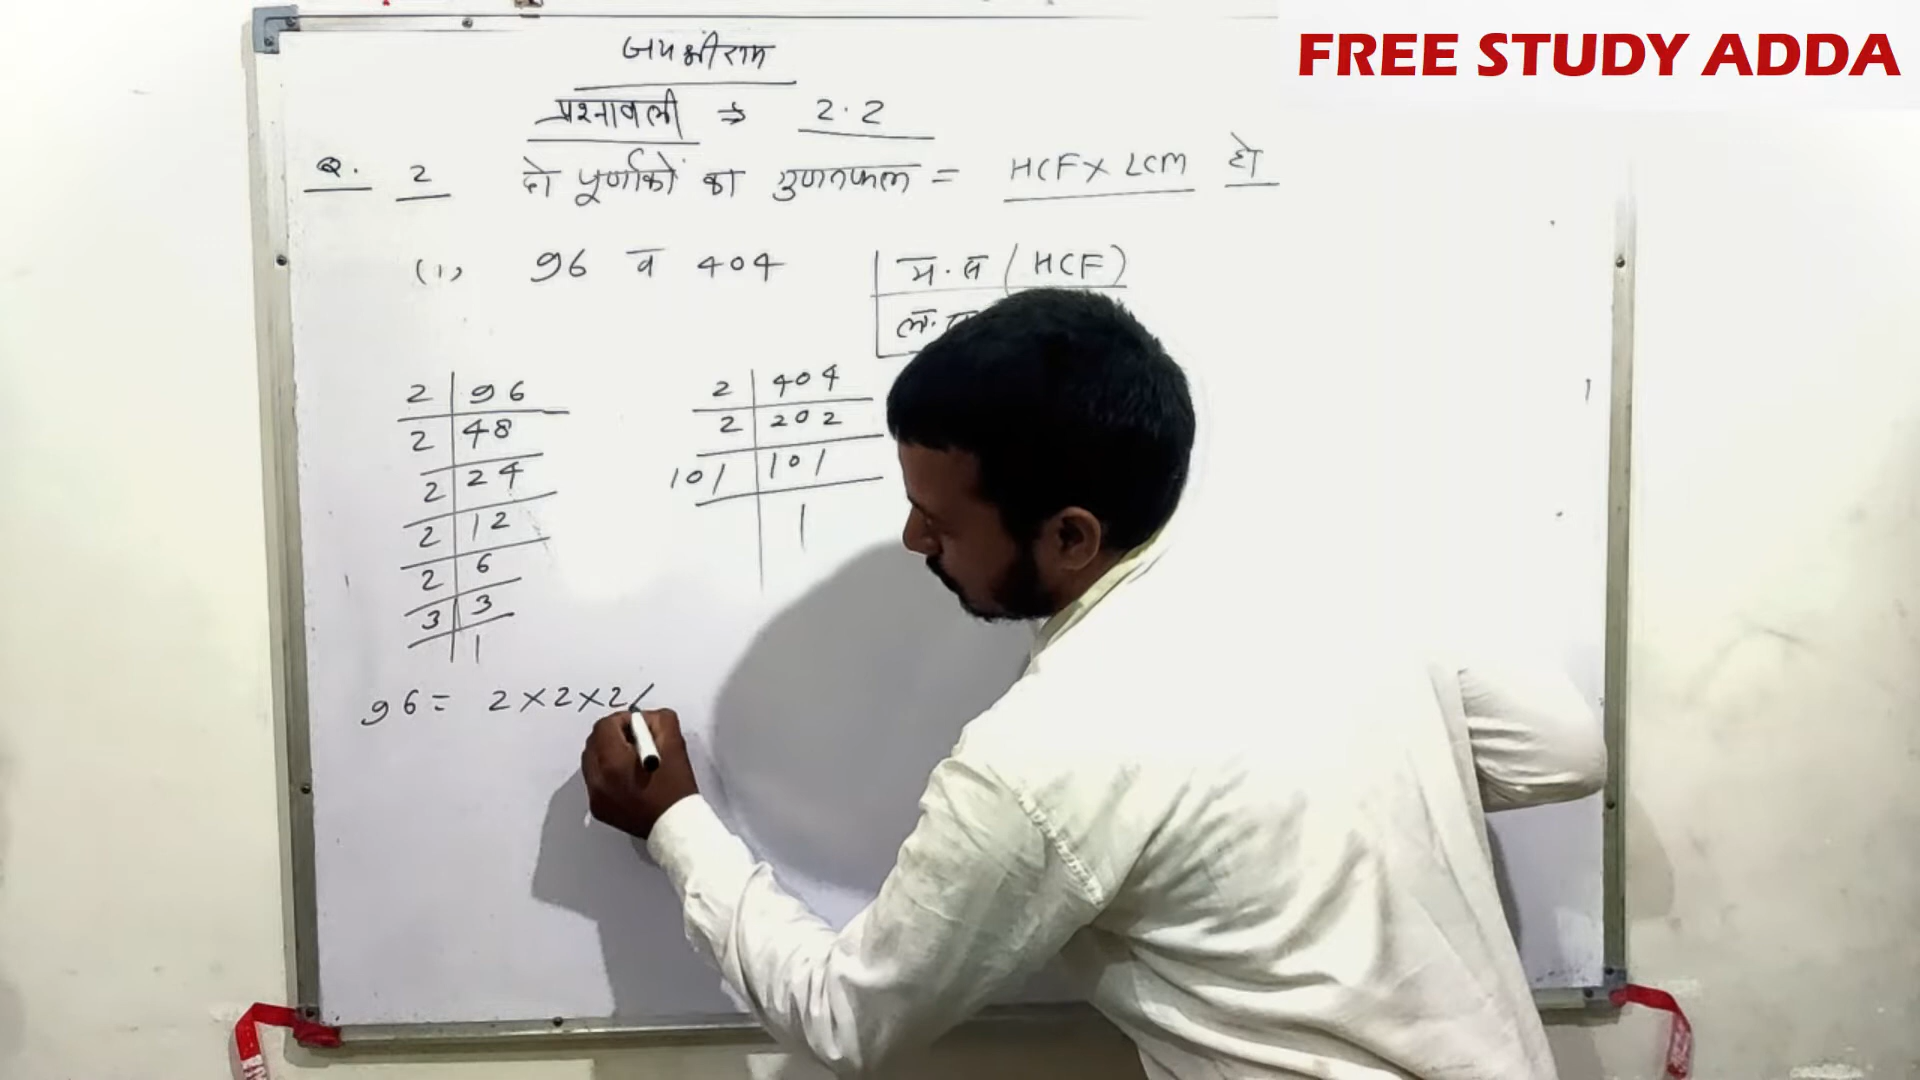 FREE STUDY ADDA
जय श्री राम
प्रश्नावली ⇒ 2.2
Q. 2 दो पूर्णाकों का गुणनफल = HCF X LCM हो
(1) 96 व 404
म.स (HCF)
ल.
2 | 96
2 | 48
2 | 24
2 | 12
2 | 6
3 | 3
1
2 | 404
2 | 202
101 | 101
1
96 = 2 × 2 × 2